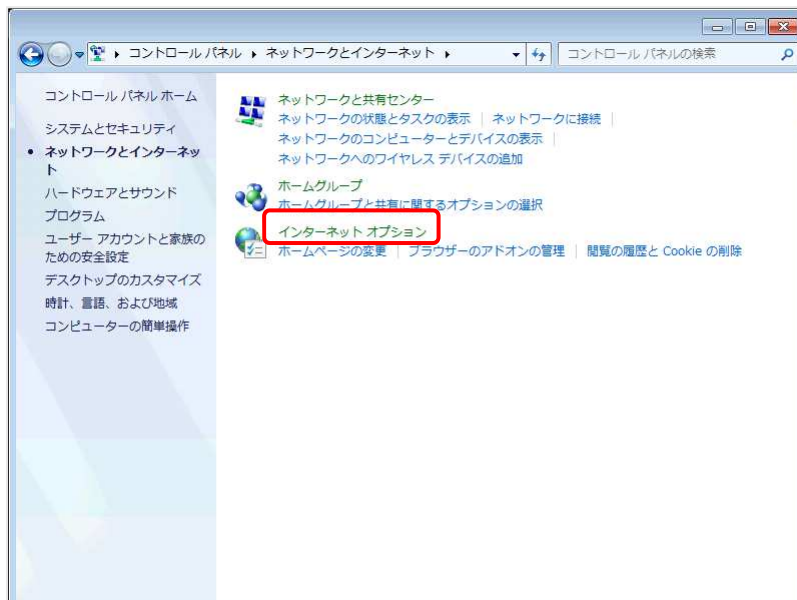 コントロール パネル ネットワークとインターネット コントロール パネルの検索
コントロール パネル ホーム
システムとセキュリティ
ネットワークとインターネッ
ト
ハードウェアとサウンド
プログラム
ユーザー アカウントと家族の
ための安全設定
デスクトップのカスタマイズ
時計、言語、および地域
コンピューターの簡単操作
ネットワークと共有センター
ネットワークの状態とタスクの表示 ネットワークに接続
ネットワークのコンピューターとデバイスの表示
ネットワークへのワイヤレス デバイスの追加
ホームグループ
ホームグループと共有に関するオプションの選択
インターネット オプション
ホームページの変更 ブラウザーのアドオンの管理 閲覧の履歴と Cookie の削除